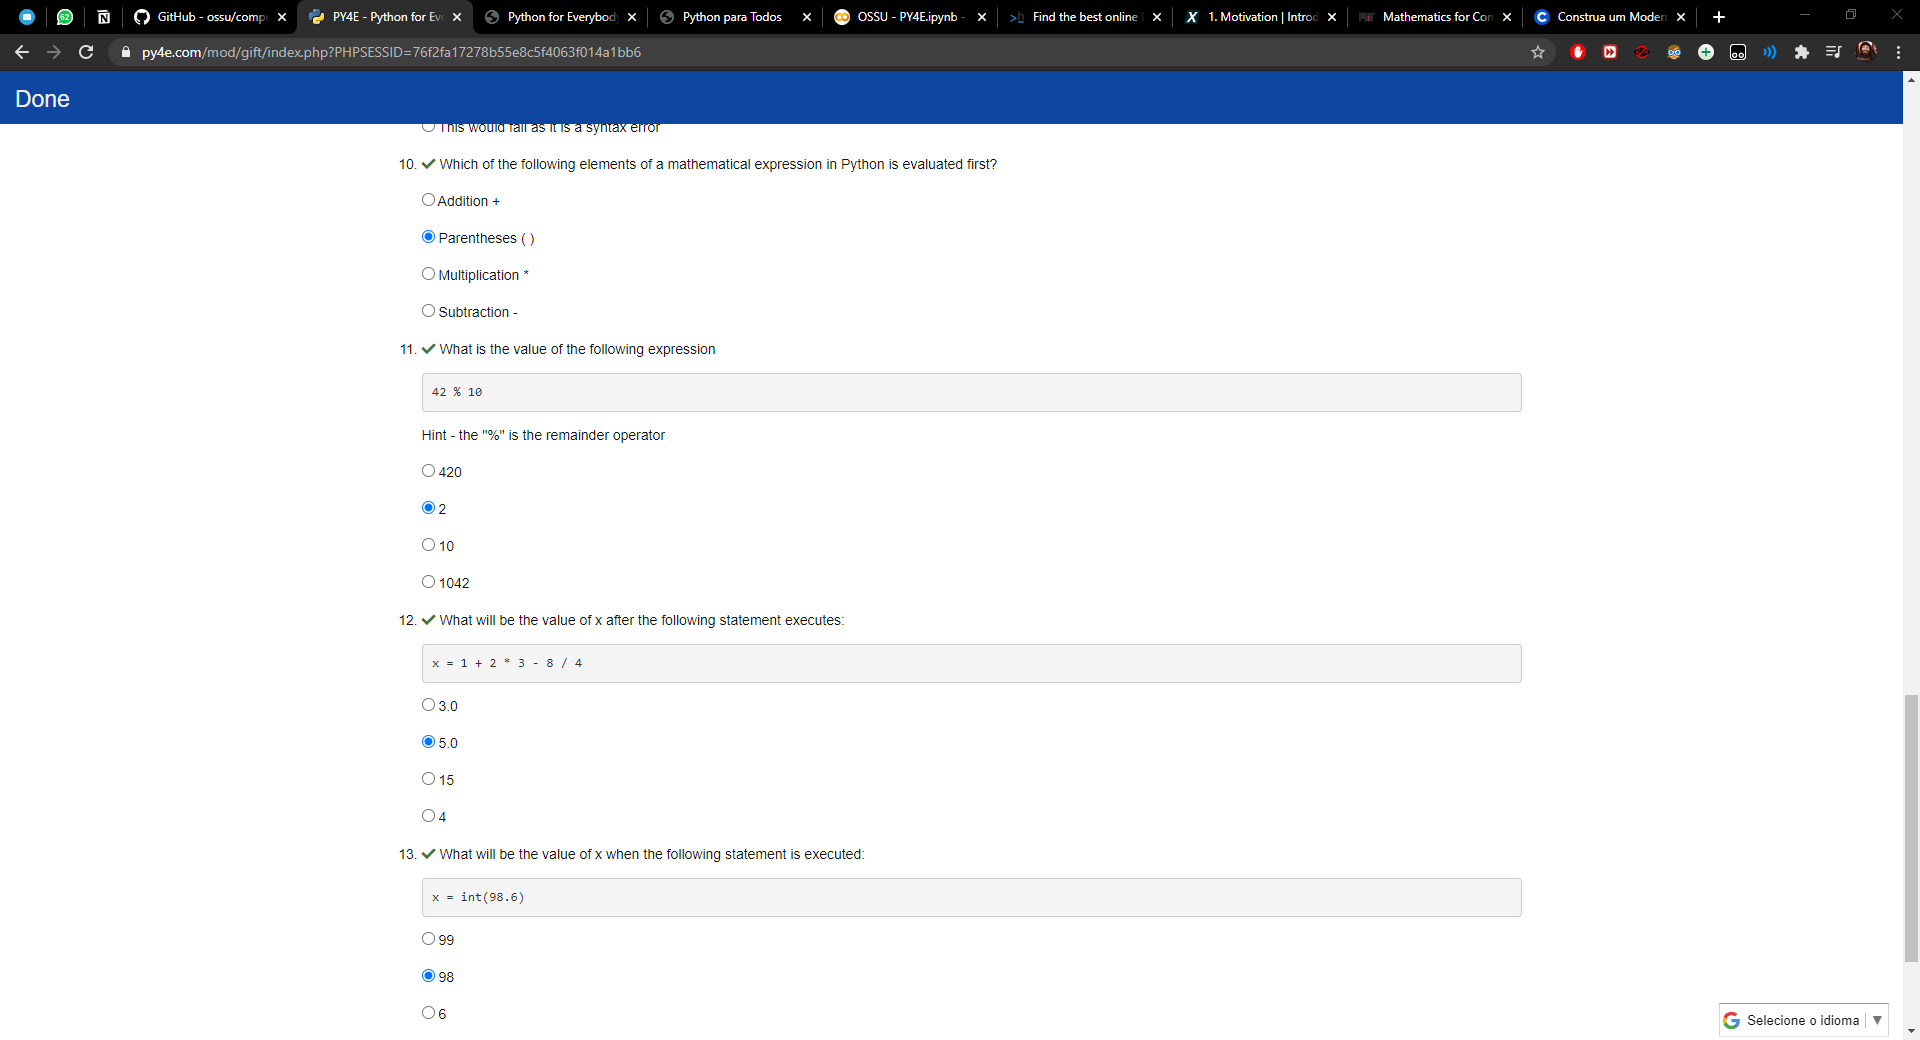 62
GitHub - ossu/comp
PY4E - Python for Ev
Python for Everybod
Python para Todos
OSSU - PY4E.ipynb -
Find the best online
1. Motivation | Introd
Mathematics for Com
Construa um Moder
py4e.com/mod/gift/index.php?PHPSESSID=76f2fa17278b55e8c5f4063f014a1bb6
Done
This would fail as it is a syntax error
10. Which of the following elements of a mathematical expression in Python is evaluated first?
Addition +
Parentheses ( )
Multiplication *
Subtraction -
11. What is the value of the following expression
42 % 10
Hint - the "%" is the remainder operator
420
2
10
1042
12. What will be the value of x after the following statement executes:
x = 1 + 2 * 3 - 8 / 4
3.0
5.0
15
4
13. What will be the value of x when the following statement is executed:
x = int(98.6)
99
98
6
Selecione o idioma